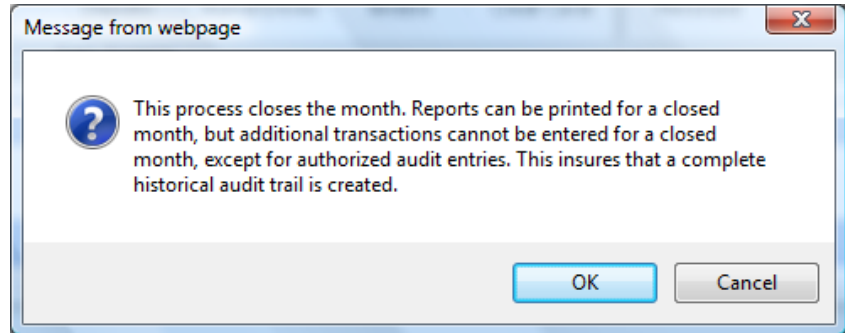 Message from webpage
This process closes the month. Reports can be printed for a closed
month, but additional transactions cannot be entered for a closed
month, except for authorized audit entries. This insures that a complete
historical audit trail is created.
OK
Cancel